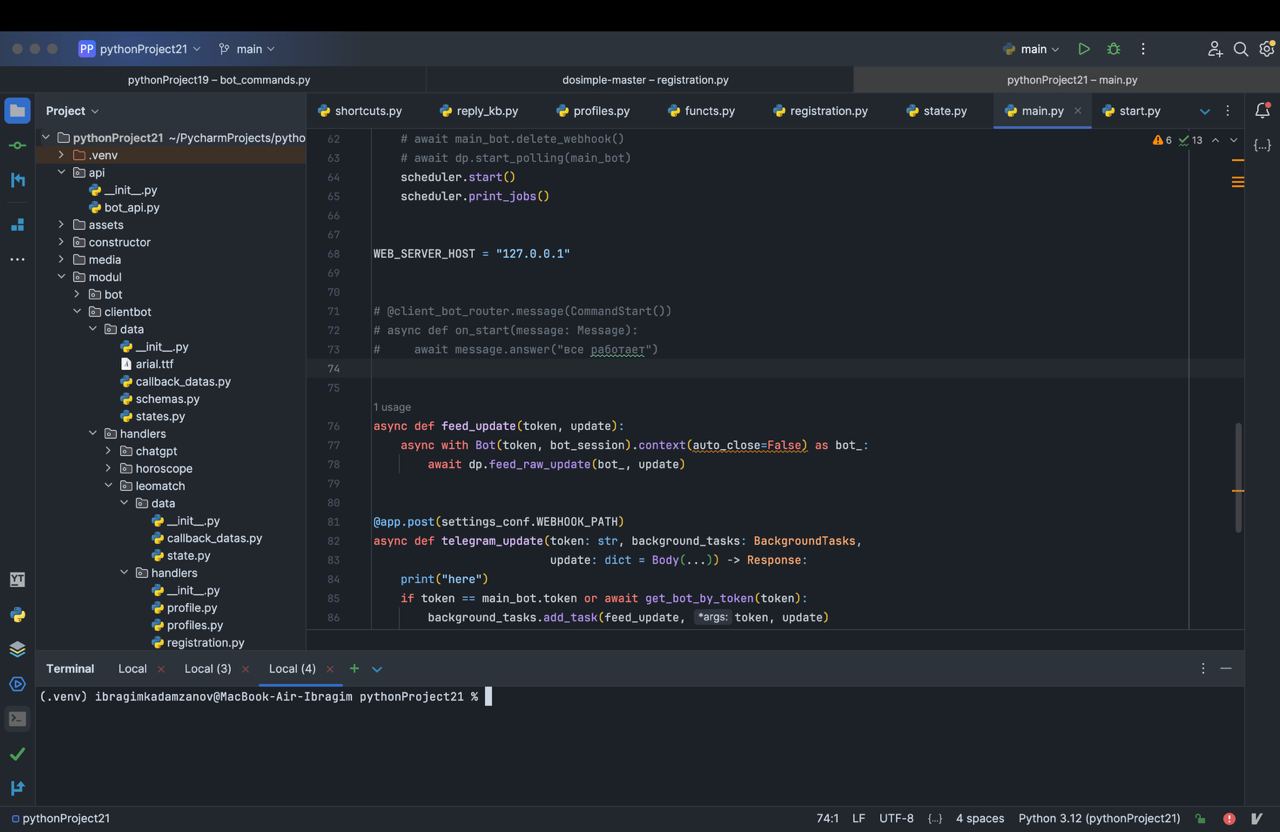 PP pythonProject21 main main
pythonProject19 – bot_commands.py dosimple-master – registration.py pythonProject21 – main.py
Project shortcuts.py reply_kb.py profiles.py functs.py registration.py state.py main.py × start.py
pythonProject21 ~/PycharmProjects/pytho
.venv
api
__init__.py
bot_api.py
assets
constructor
media
modul
bot
clientbot
data
__init__.py
arial.ttf
callback_datas.py
schemas.py
states.py
handlers
chatgpt
horoscope
leomatch
data
__init__.py
callback_datas.py
state.py
handlers
__init__.py
profile.py
profiles.py
registration.py
6 13
62 # await main_bot.delete_webhook()
63 # await dp.start_polling(main_bot)
64 scheduler.start()
65 scheduler.print_jobs()
66
67
68 WEB_SERVER_HOST = "127.0.0.1"
69
70
71 # @client_bot_router.message(CommandStart())
72 # async def on_start(message: Message):
73 #     await message.answer("все работает")
74
75
1 usage
76 async def feed_update(token, update):
77 async with Bot(token, bot_session).context(auto_close=False) as bot_:
78 await dp.feed_raw_update(bot_, update)
79
80
81 @app.post(settings_conf.WEBHOOK_PATH)
82 async def telegram_update(token: str, background_tasks: BackgroundTasks,
83 update: dict = Body(...)) -> Response:
84 print("here")
85 if token == main_bot.token or await get_bot_by_token(token):
86 background_tasks.add_task(feed_update, *args: token, update)
{...}
YT
Terminal Local × Local (3) × Local (4) × +
(.venv) ibragimkadamzanov@MacBook-Air-Ibragim pythonProject21 %
pythonProject21 74:1 LF UTF-8 {..} 4 spaces Python 3.12 (pythonProject21)